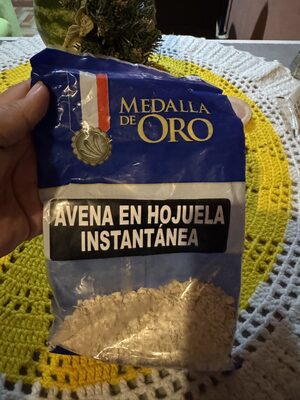 MEDALLA
DE ORO
AVENA EN HOJUELA
INSTANTÁNEA